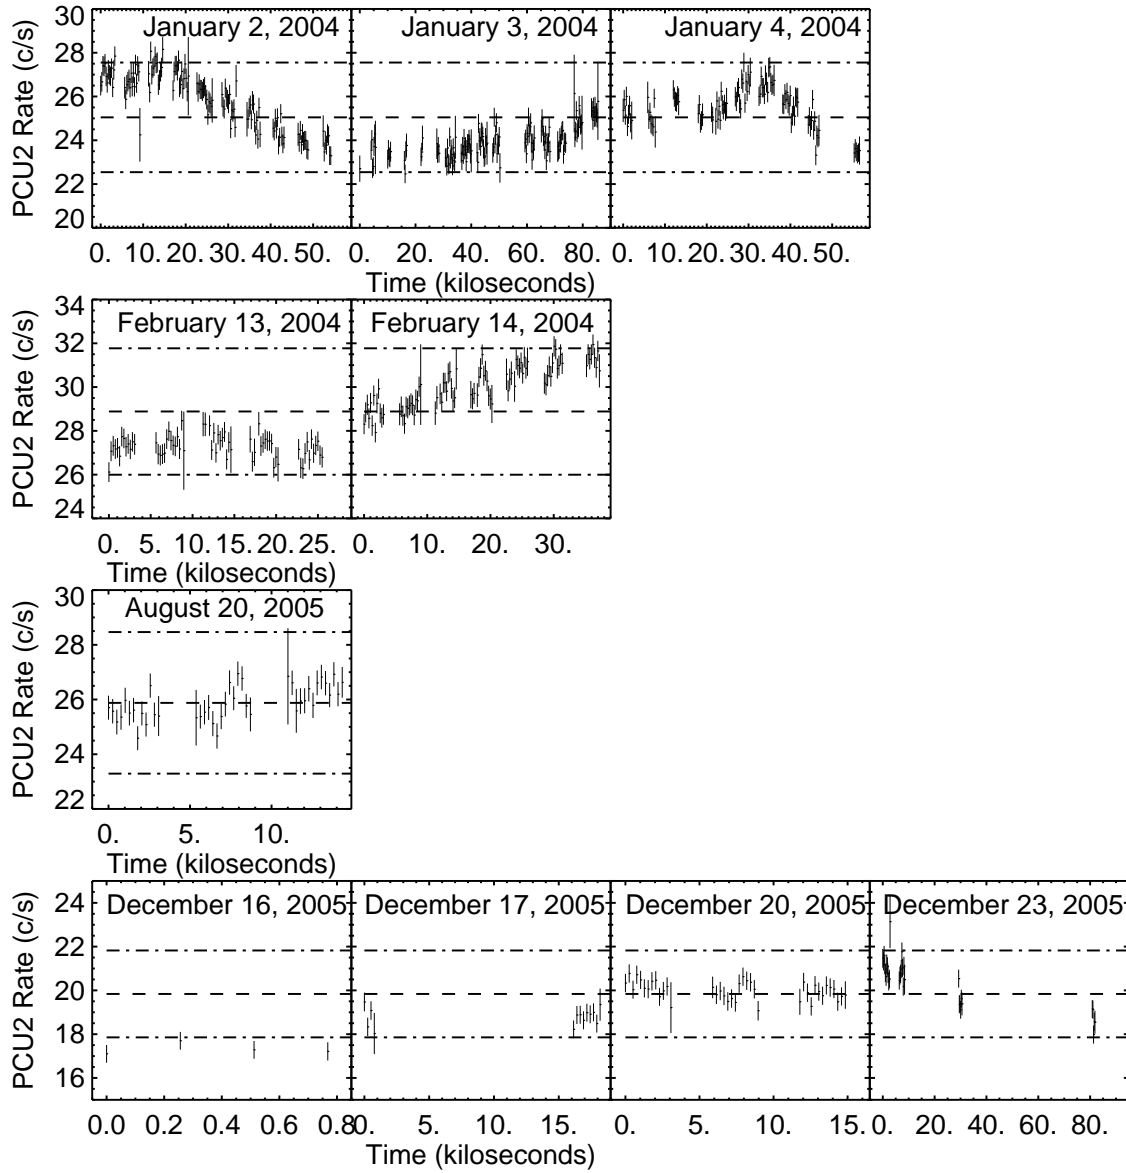 January 2, 2004 January 3, 2004 January 4, 2004
PCU2 Rate (c/s)
30
28
26
24
22
20
0. 10. 20. 30. 40. 50. 0. 20. 40. 60. 80. 0. 10. 20. 30. 40. 50.
Time (kiloseconds)
February 13, 2004 February 14, 2004
PCU2 Rate (c/s)
34
32
30
28
26
24
0. 5. 10. 15. 20. 25. 0. 10. 20. 30.
Time (kiloseconds)
August 20, 2005
PCU2 Rate (c/s)
30
28
26
24
22
0. 5. 10.
Time (kiloseconds)
December 16, 2005 December 17, 2005 December 20, 2005 December 23, 2005
PCU2 Rate (c/s)
24
22
20
18
16
0.0 0.2 0.4 0.6 0.8 0. 5. 10. 15. 0. 5. 10. 15. 0. 20. 40. 60. 80.
Time (kiloseconds)